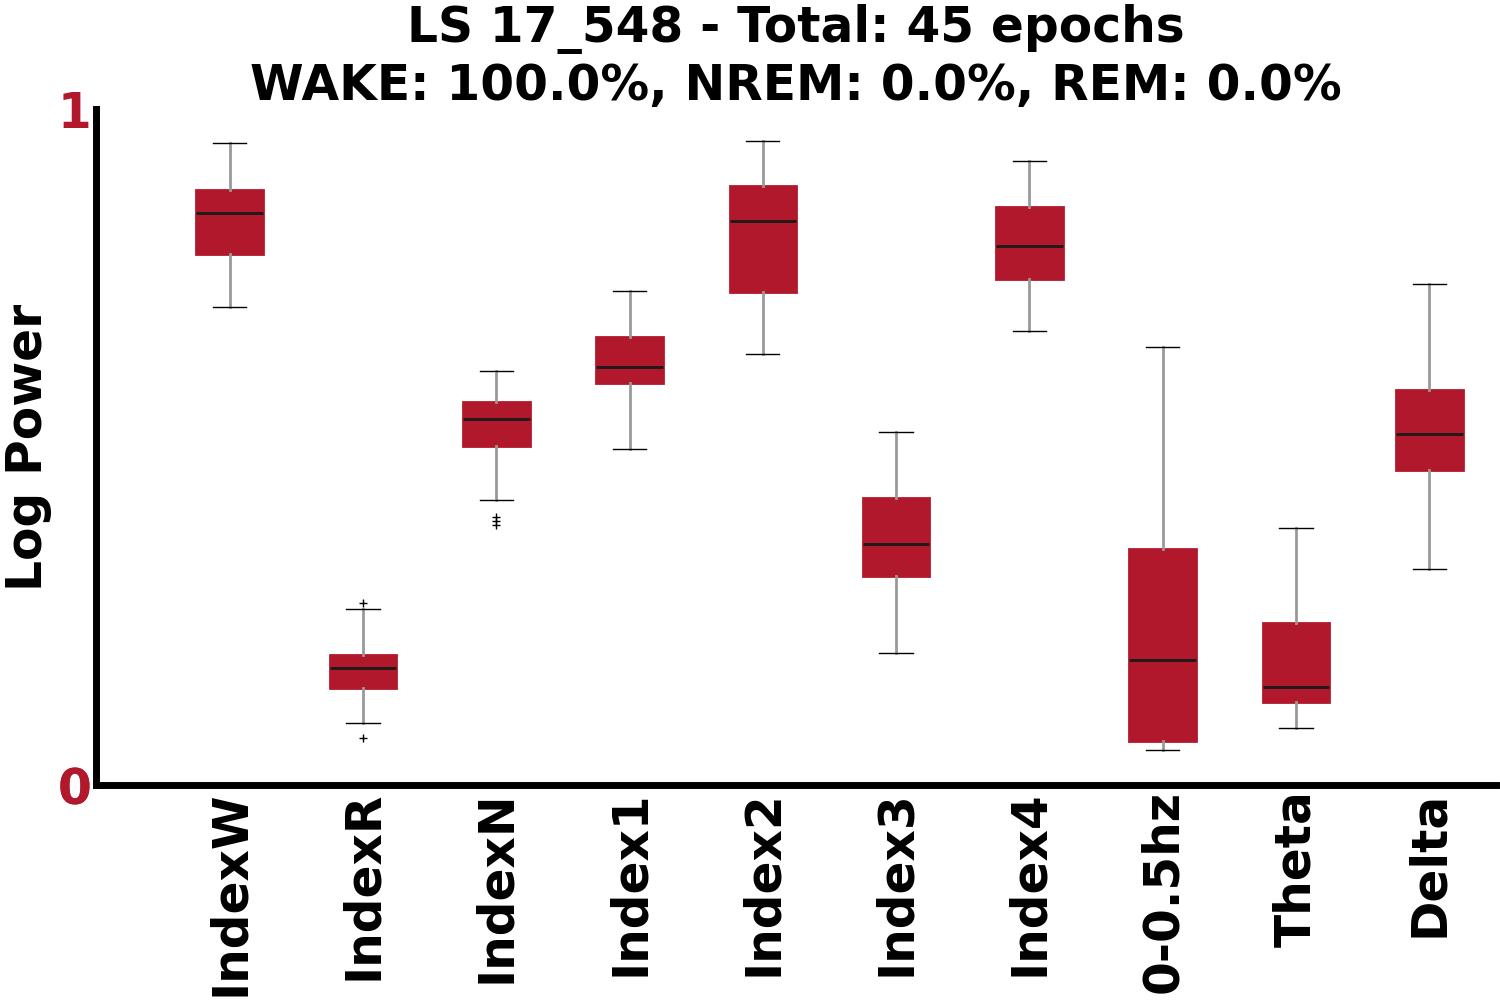 LS 17_548 - Total: 45 epochs
WAKE: 100.0%, NREM: 0.0%, REM: 0.0%
1
Log Power
0
IndexW
IndexR
IndexN
Index1
Index2
Index3
Index4
0-0.5hz
Theta
Delta